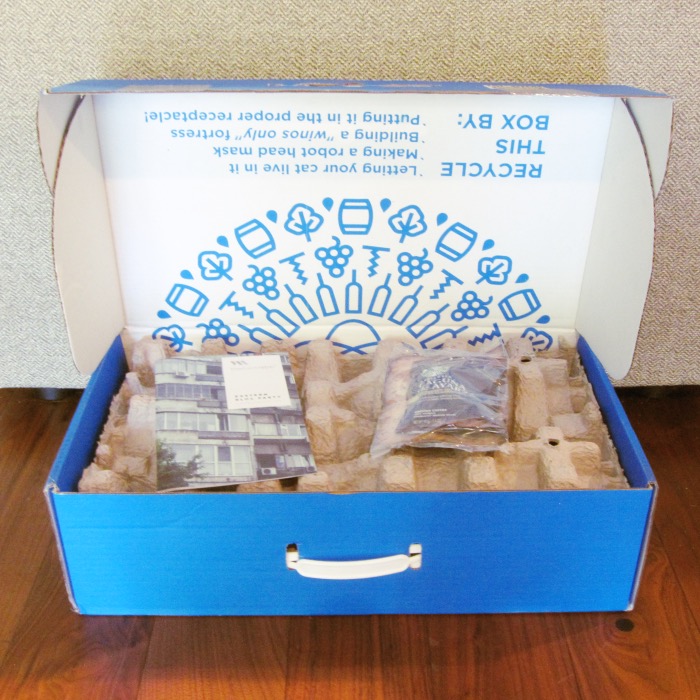 RECYCLE
THIS
BOX BY:
`Letting your cat live in it
`Making a robot head mask
`Building a "winos only" fortress
`Putting it in the proper receptacle!